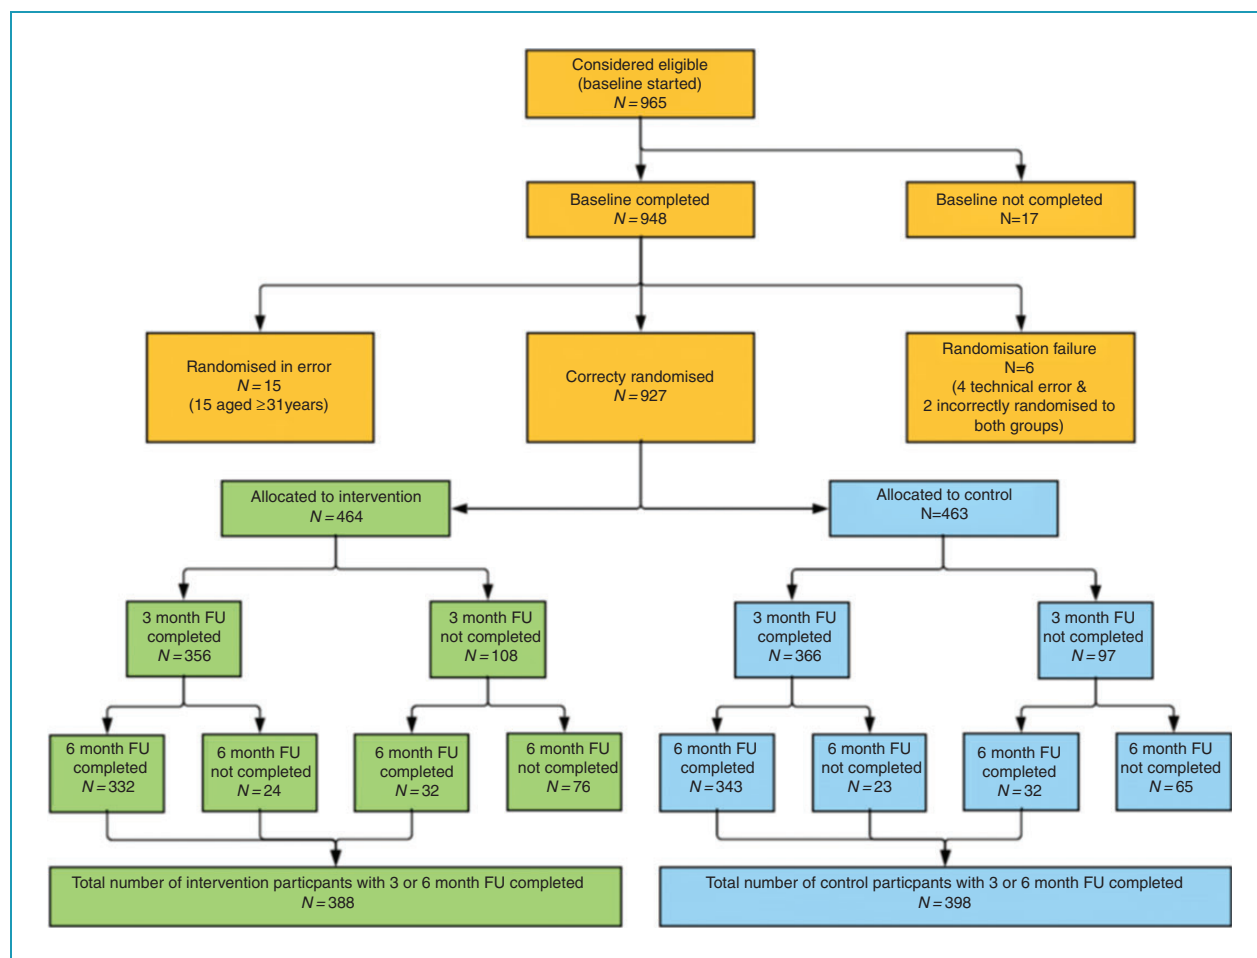 Considered eligible
(baseline started)
N = 965
Baseline completed
N = 948
Baseline not completed
N=17
Randomised in error
N = 15
(15 aged ≥31years)
Correcty randomised
N = 927
Randomisation failure
N=6
(4 technical error &
2 incorrectly randomised to
both groups)
Allocated to intervention
N = 464
Allocated to control
N=463
3 month FU
completed
N = 356
3 month FU
not completed
N = 108
3 month FU
completed
N = 366
3 month FU
not completed
N = 97
6 month FU
completed
N = 332
6 month FU
not completed
N = 24
6 month FU
completed
N = 32
6 month FU
not completed
N = 76
6 month FU
completed
N = 343
6 month FU
not completed
N = 23
6 month FU
completed
N = 32
6 month FU
not completed
N = 65
Total number of intervention particpants with 3 or 6 month FU completed
N = 388
Total number of control particpants with 3 or 6 month FU completed
N = 398